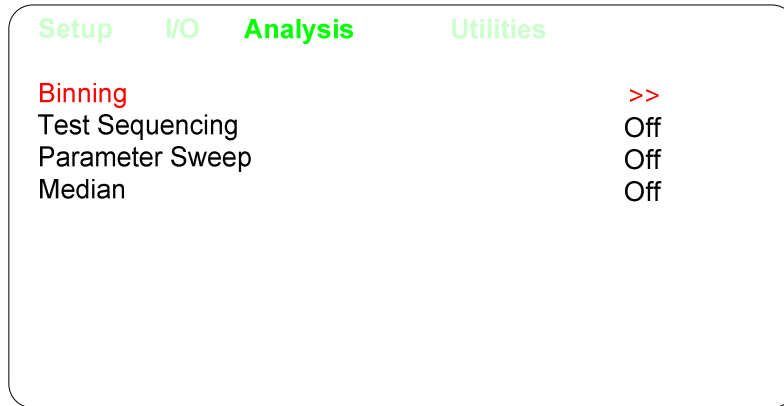 Setup I/O Analysis Utilities
Binning >>
Test Sequencing Off
Parameter Sweep Off
Median Off